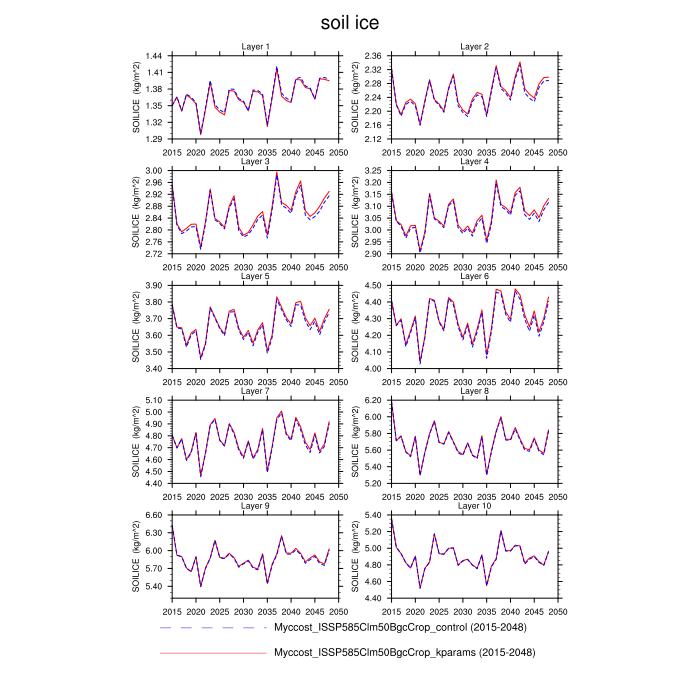 soil ice
Layer 1
Layer 2
SOILICE (kg/m^2)
1.44
1.41
1.38
1.35
1.32
1.29
2015 2020 2025 2030 2035 2040 2045 2050
SOILICE (kg/m^2)
2.36
2.32
2.28
2.24
2.20
2.16
2.12
2015 2020 2025 2030 2035 2040 2045 2050
Layer 3
Layer 4
SOILICE (kg/m^2)
3.00
2.96
2.92
2.88
2.84
2.80
2.76
2.72
2015 2020 2025 2030 2035 2040 2045 2050
SOILICE (kg/m^2)
3.25
3.20
3.15
3.10
3.05
3.00
2.95
2.90
2015 2020 2025 2030 2035 2040 2045 2050
Layer 5
Layer 6
SOILICE (kg/m^2)
3.90
3.80
3.70
3.60
3.50
3.40
2015 2020 2025 2030 2035 2040 2045 2050
SOILICE (kg/m^2)
4.50
4.40
4.30
4.20
4.10
4.00
2015 2020 2025 2030 2035 2040 2045 2050
Layer 7
Layer 8
SOILICE (kg/m^2)
5.10
5.00
4.90
4.80
4.70
4.60
4.50
4.40
2015 2020 2025 2030 2035 2040 2045 2050
SOILICE (kg/m^2)
6.20
6.00
5.80
5.60
5.40
5.20
2015 2020 2025 2030 2035 2040 2045 2050
Layer 9
Layer 10
SOILICE (kg/m^2)
6.60
6.30
6.00
5.70
5.40
2015 2020 2025 2030 2035 2040 2045 2050
SOILICE (kg/m^2)
5.40
5.20
5.00
4.80
4.60
4.40
2015 2020 2025 2030 2035 2040 2045 2050
Myccost_ISSP585Clm50BgcCrop_control (2015-2048)
Myccost_ISSP585Clm50BgcCrop_kparams (2015-2048)